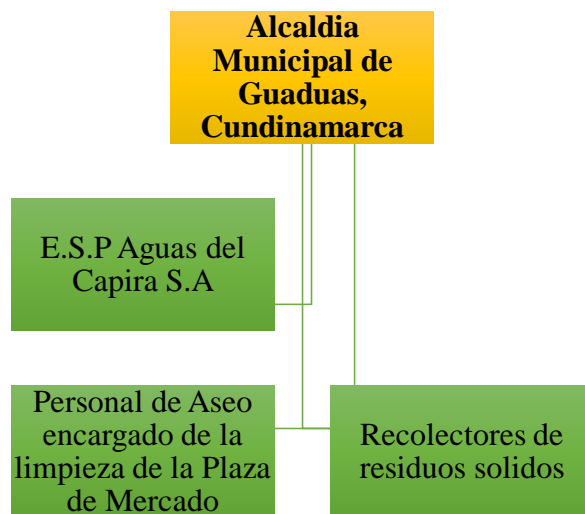 Alcaldia
Municipal de
Guaduas,
Cundinamarca
E.S.P Aguas del
Capira S.A
Personal de Aseo
encargado de la
limpieza de la Plaza
de Mercado
Recolectores de
residuos solidos